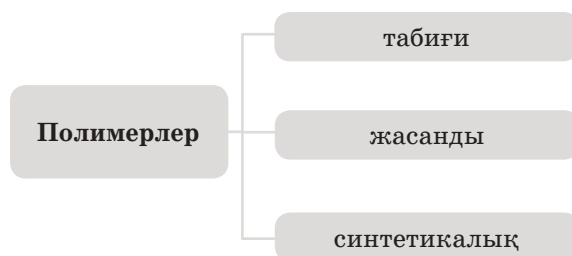 табиғи
Полимерлер
жасанды
синтетикалық